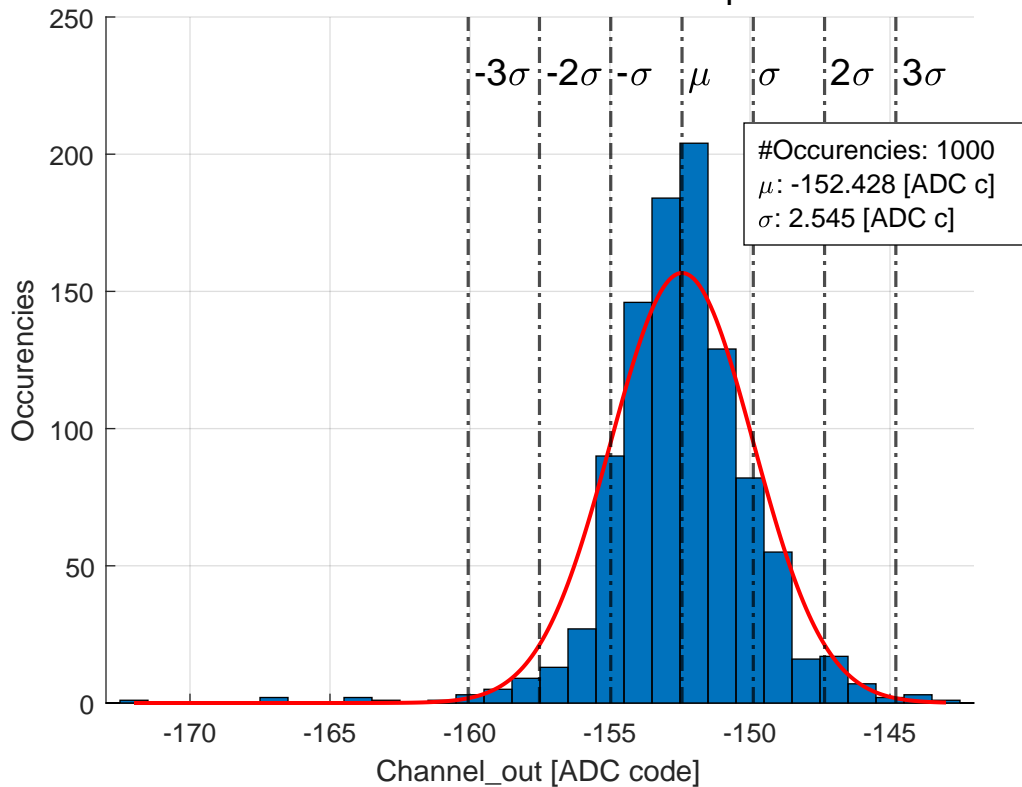 250
200
150
100
50
0
Occurencies
-3σ
-2σ
-σ
μ
σ
2σ
3σ
#Occurencies: 1000
μ: -152.428 [ADC c]
σ: 2.545 [ADC c]
-170
-165
-160
-155
-150
-145
Channel_out [ADC code]